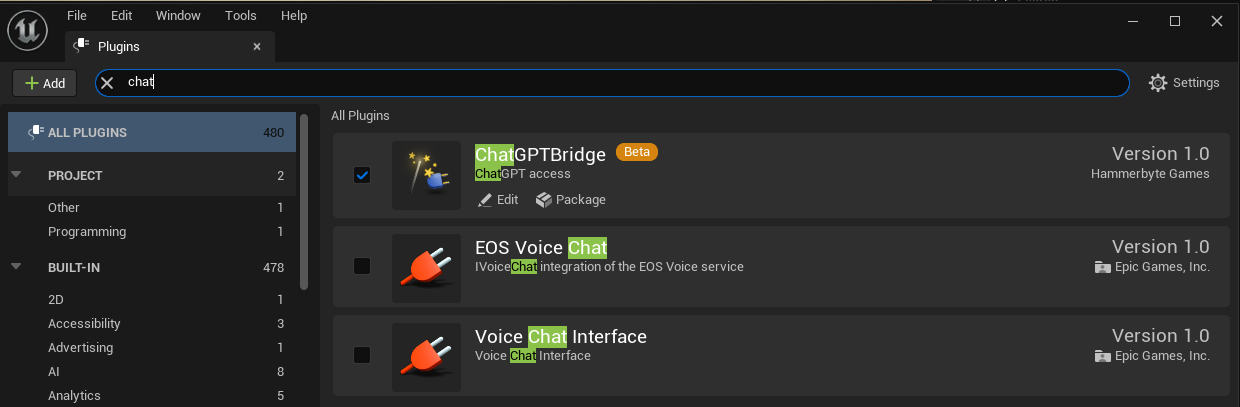 File Edit Window Tools Help
Plugins
Add
chat
Settings
ALL PLUGINS 480
PROJECT 2
Other 1
Programming 1
BUILT-IN 478
2D 1
Accessibility 3
Advertising 1
AI 8
Analytics 5
All Plugins
ChatGPTBridge Beta Version 1.0
ChatGPT access Hammerbyte Games
Edit Package
EOS Voice Chat Version 1.0
IVoiceChat integration of the EOS Voice service Epic Games, Inc.
Voice Chat Interface Version 1.0
Voice Chat Interface Epic Games, Inc.